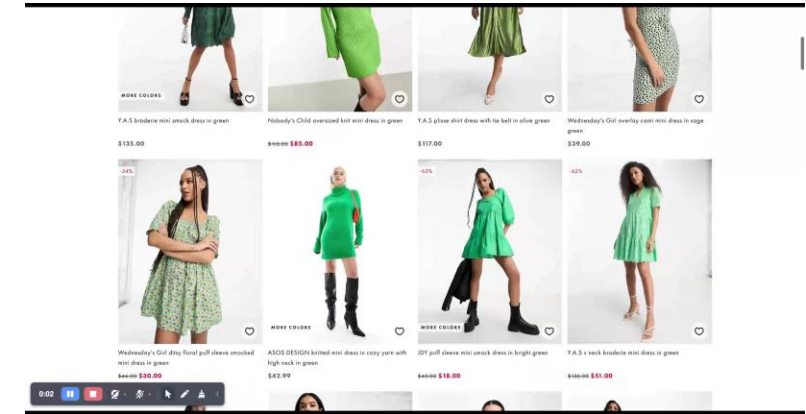 MORE COLORS
Y.A.S broderie mini smock dress in green
$135.00
Nobody's Child oversized knit mini dress in green
$85.00
Y.A.S plisse shirt dress with tie belt in olive green
$117.00
Wednesday's Girl overlay cami mini dress in sage
green
$39.00
-34%
Wednesday's Girl ditsy floral puff sleeve smocked
mini dress in green
$46.00 $30.00
MORE COLORS
ASOS DESIGN knitted mini dress in cozy yarn with
high neck in green
$42.99
-60%
MORE COLORS
JDY puff sleeve mini smock dress in bright green
$18.00
-62%
Y.A.S v neck broderie mini dress in green
$135.00 $51.00
0:02